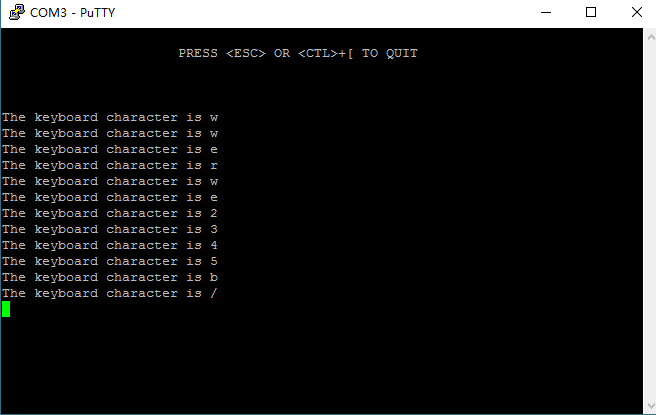 COM3 - PuTTY
PRESS <ESC> OR <CTL>+[ TO QUIT
The keyboard character is w
The keyboard character is w
The keyboard character is e
The keyboard character is r
The keyboard character is w
The keyboard character is e
The keyboard character is 2
The keyboard character is 3
The keyboard character is 4
The keyboard character is 5
The keyboard character is b
The keyboard character is /